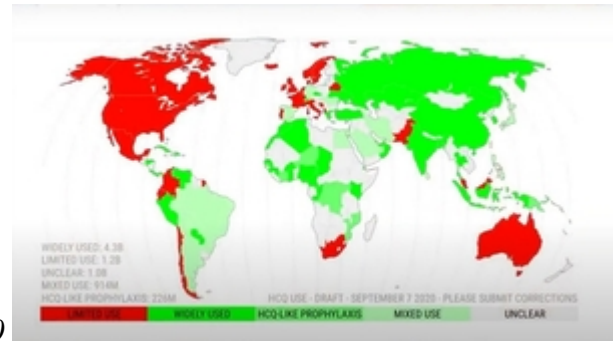 )
WIDELY USED: 4.3B
LIMITED USE: 1.2B
UNCLEAR: 1.0B
MIXED USE: 914M
HCQ-LIKE PROPHYLAXIS: 226M
HCQ USE - DRAFT - SEPTEMBER 7 2020 - PLEASE SUBMIT CORRECTIONS
LIMITED USE WIDELY USED HCQ-LIKE PROPHYLAXIS MIXED USE UNCLEAR